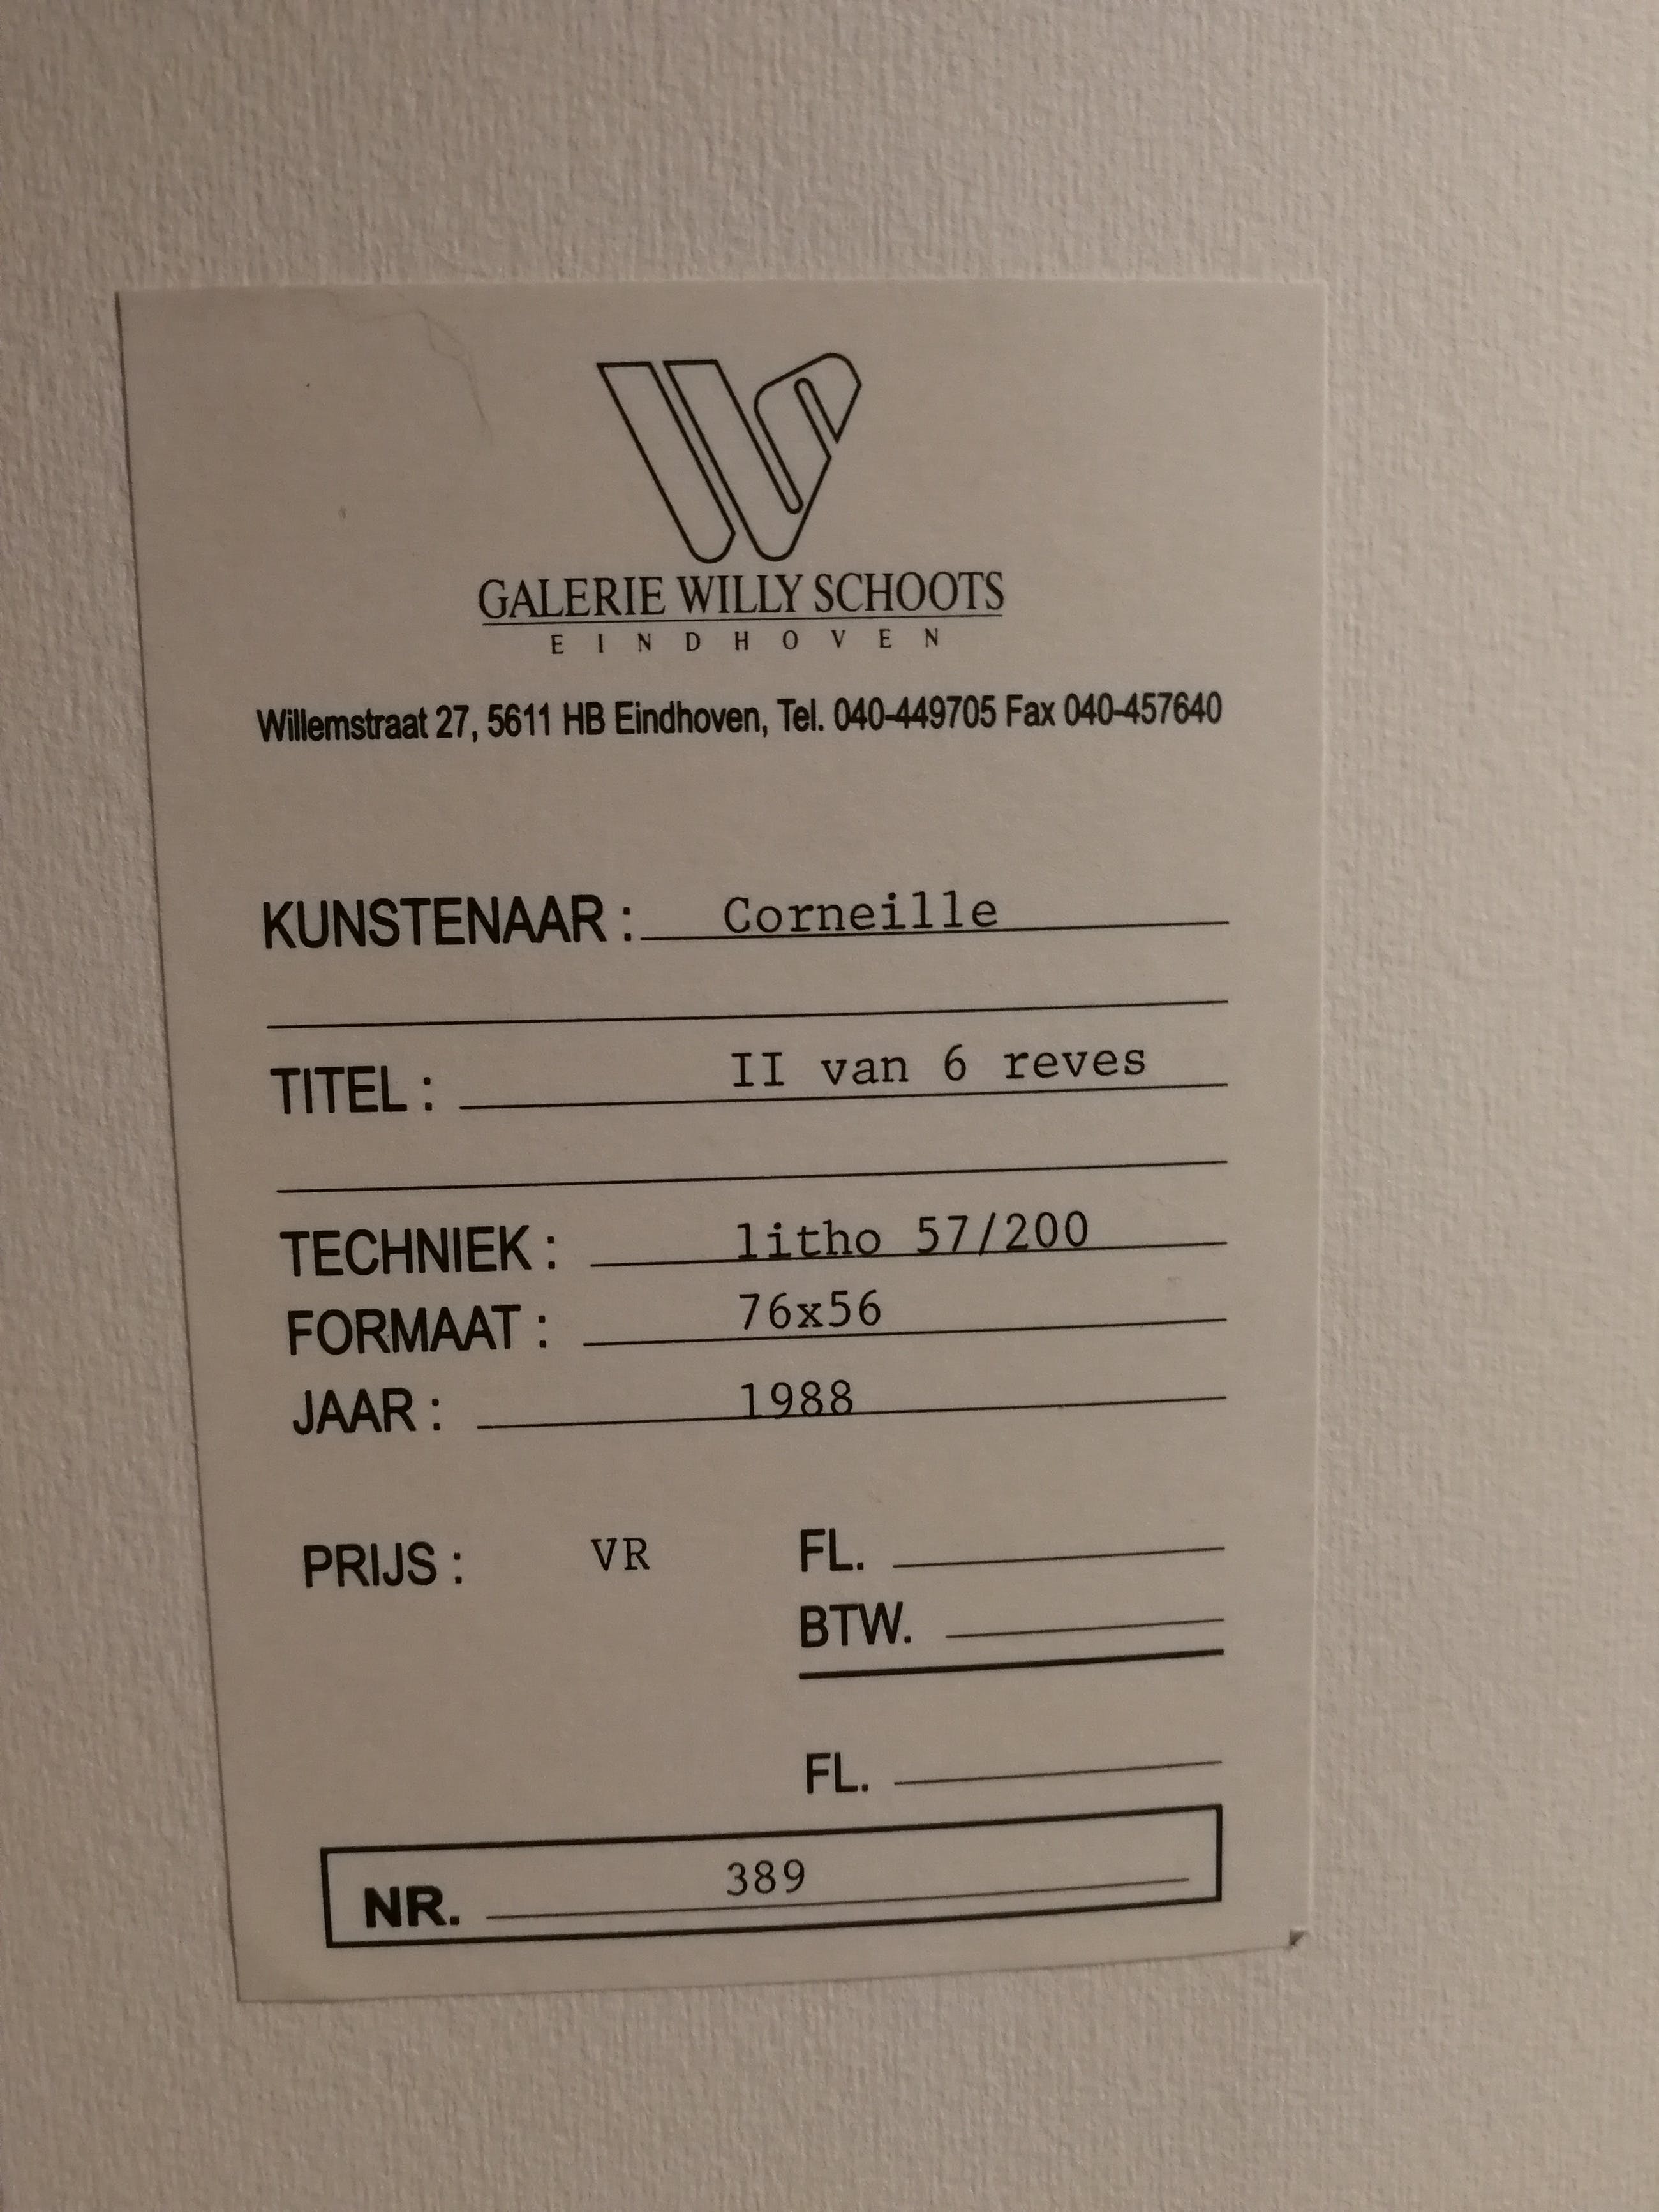 GALERIE WILLY SCHOOTS
EINDHOVEN
Willemstraat 27, 5611 HB Eindhoven, Tel. 040-449705 Fax 040-457640
KUNSTENAAR : Corneille
TITEL : II van 6 reves
TECHNIEK : litho 57/200
FORMAAT : 76x56
JAAR : 1988
PRIJS : VR FL.
BTW.
FL.
NR. 389